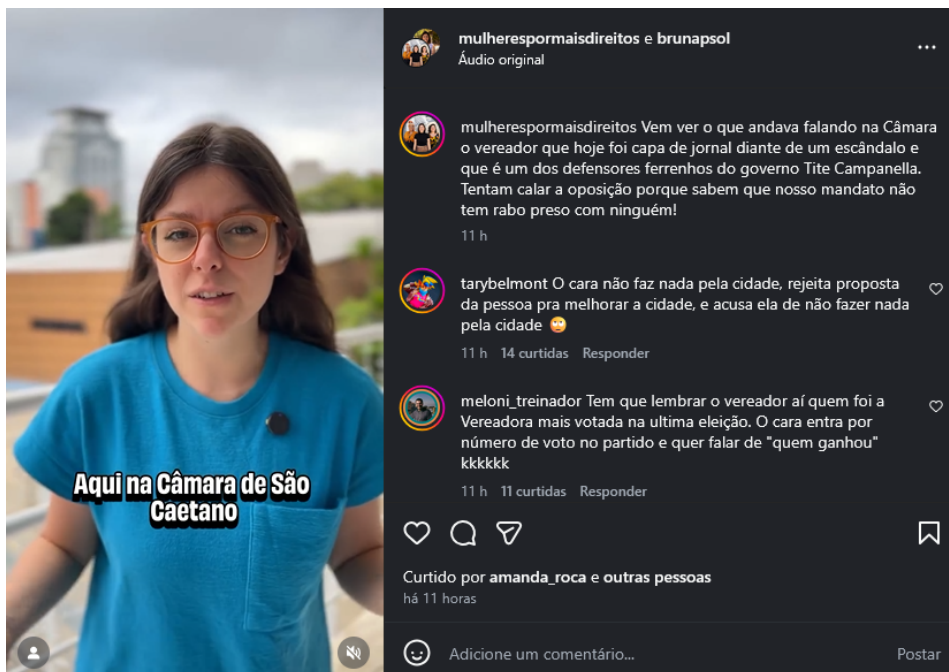 mulherespormaisdireitos e brunapsol
Áudio original
mulherespormaisdireitos Vem ver o que andava falando na Câmara
o vereador que hoje foi capa de jornal diante de um escândalo e
que é um dos defensores ferrenhos do governo Tite Campanella.
Tentam calar a oposição porque sabem que nosso mandato não
tem rabo preso com ninguém!
11 h
tarybelmont O cara não faz nada pela cidade, rejeita proposta
da pessoa pra melhorar a cidade, e acusa ela de não fazer nada
pela cidade 🙄
11 h 14 curtidas Responder
meloni_treinador Tem que lembrar o vereador aí quem foi a
Vereadora mais votada na ultima eleição. O cara entra por
número de voto no partido e quer falar de "quem ganhou"
kkkkkk
11 h 11 curtidas Responder
Aqui na Câmara de São
Caetano
Curtido por amanda_roca e outras pessoas
há 11 horas
Adicione um comentário... Postar